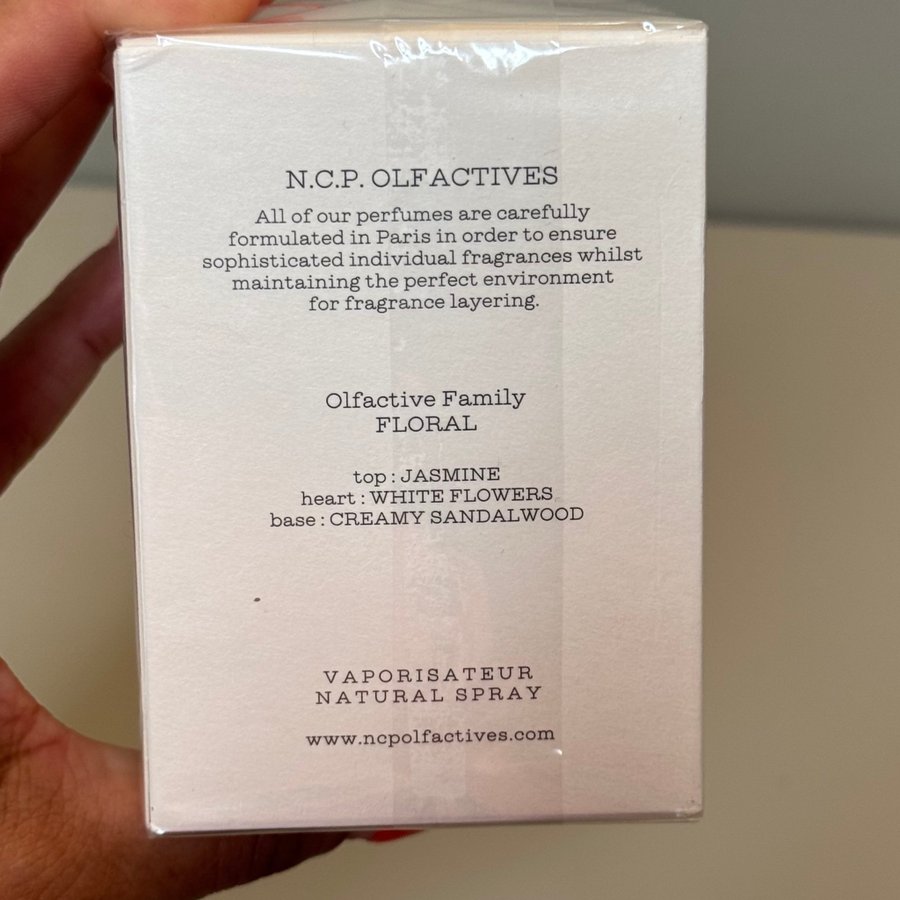 N.C.P. OLFACTIVES
All of our perfumes are carefully
formulated in Paris in order to ensure
sophisticated individual fragrances whilst
maintaining the perfect environment
for fragrance layering.
Olfactive Family
FLORAL
top : JASMINE
heart : WHITE FLOWERS
base : CREAMY SANDALWOOD
VAPORISATEUR
NATURAL SPRAY
www.ncpolfactives.com